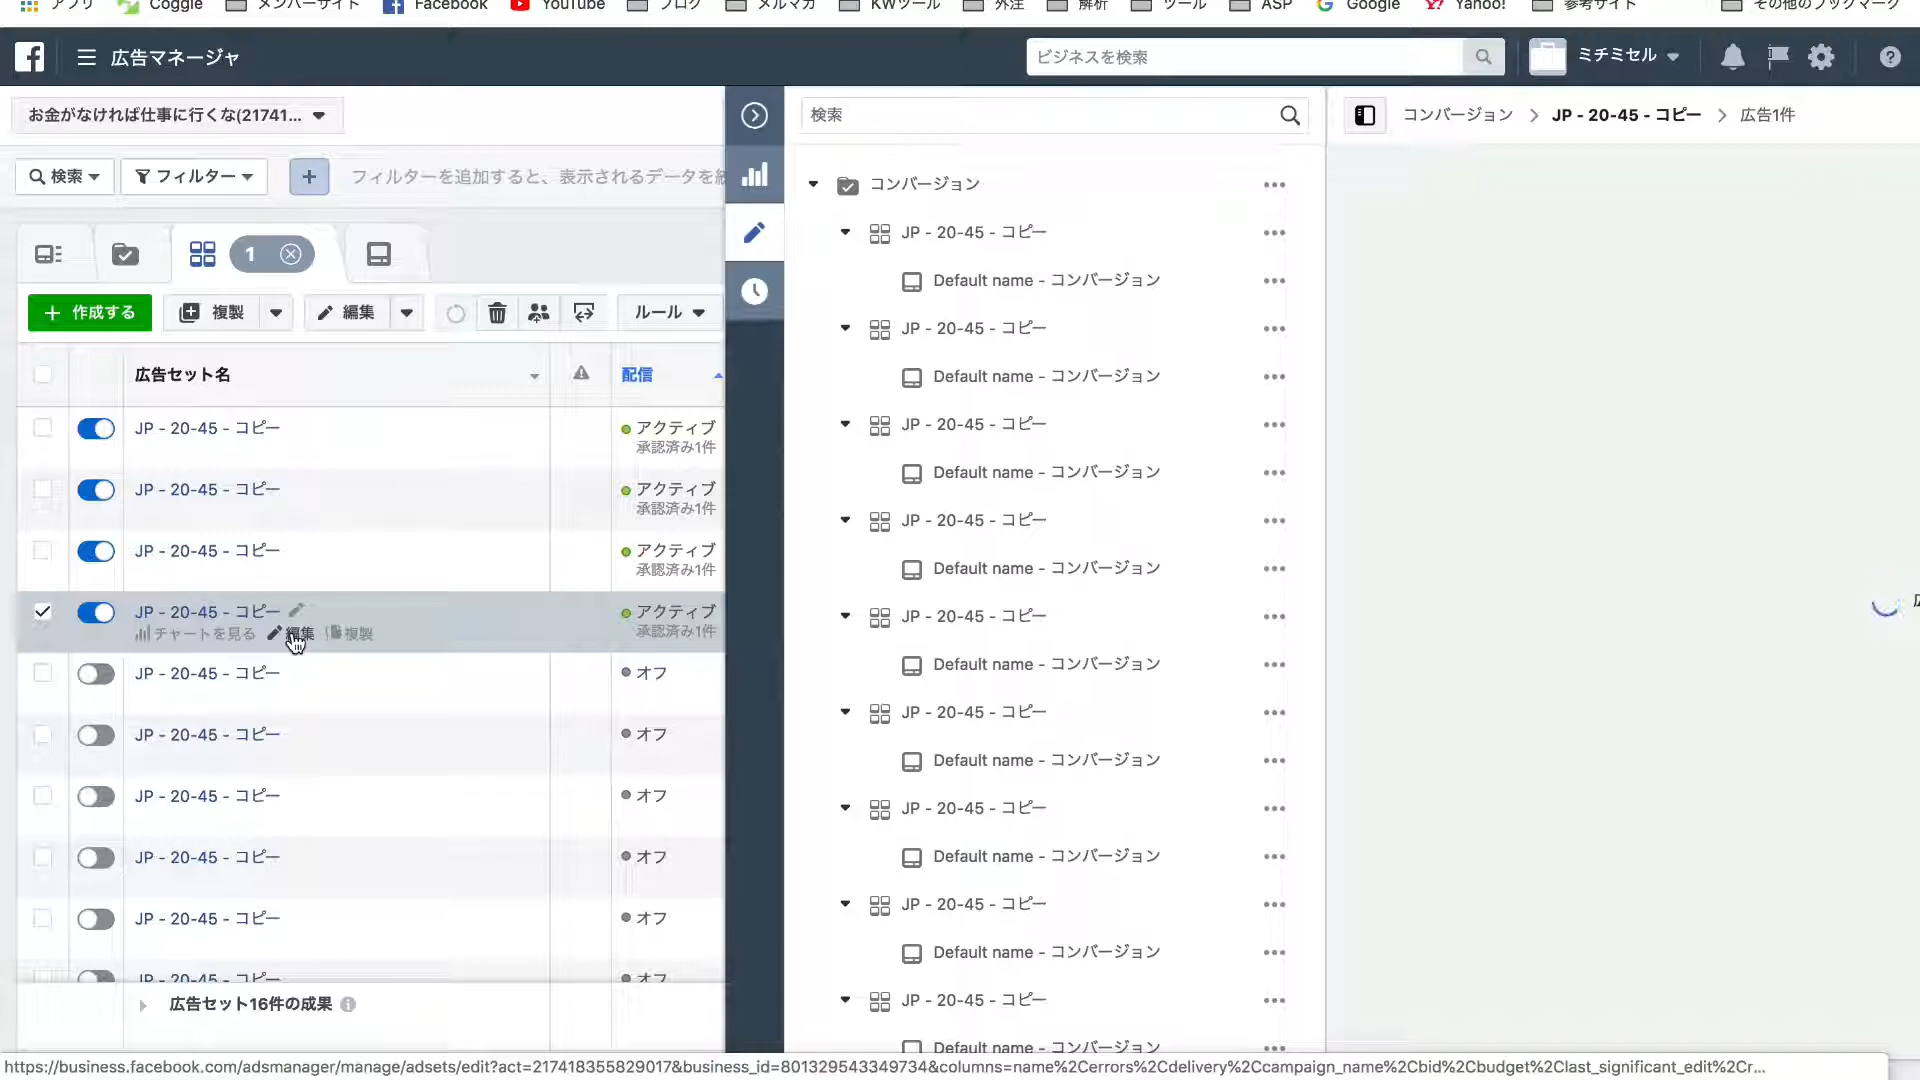 アプリ Coggle メンバーサイト Facebook YouTube ブログ メルマガ KWツール 外注 解析 ツール ASP Google Yahoo! 参考サイト その他のブックマーク
広告マネージャ
ビジネスを検索
ミチミセル
お金がなければ仕事に行くな(21741...
検索 フィルター + フィルターを追加すると、表示されるデータを
1
+ 作成する 複製 編集 ルール
広告セット名 配信
JP - 20-45 - コピー アクティブ
承認済み1件
JP - 20-45 - コピー アクティブ
承認済み1件
JP - 20-45 - コピー アクティブ
承認済み1件
JP - 20-45 - コピー アクティブ
チャートを見る 編集 複製 承認済み1件
JP - 20-45 - コピー オフ
JP - 20-45 - コピー オフ
JP - 20-45 - コピー オフ
JP - 20-45 - コピー オフ
JP - 20-45 - コピー オフ
JP - 20-45 - コピー オフ
広告セット16件の成果
検索
コンバージョン
JP - 20-45 - コピー
Default name - コンバージョン
JP - 20-45 - コピー
Default name - コンバージョン
JP - 20-45 - コピー
Default name - コンバージョン
JP - 20-45 - コピー
Default name - コンバージョン
JP - 20-45 - コピー
Default name - コンバージョン
JP - 20-45 - コピー
Default name - コンバージョン
JP - 20-45 - コピー
Default name - コンバージョン
JP - 20-45 - コピー
Default name - コンバージョン
JP - 20-45 - コピー
Default name - コンバージョン
コンバージョン > JP - 20-45 - コピー > 広告1件
https://business.facebook.com/adsmanager/manage/adsets/edit?act=217418355829017&business_id=801329543349734&columns=name%2Cerrors%2Cdelivery%2Ccampaign_name%2Cbid%2Cbudget%2Clast_significant_edit%2Cr...